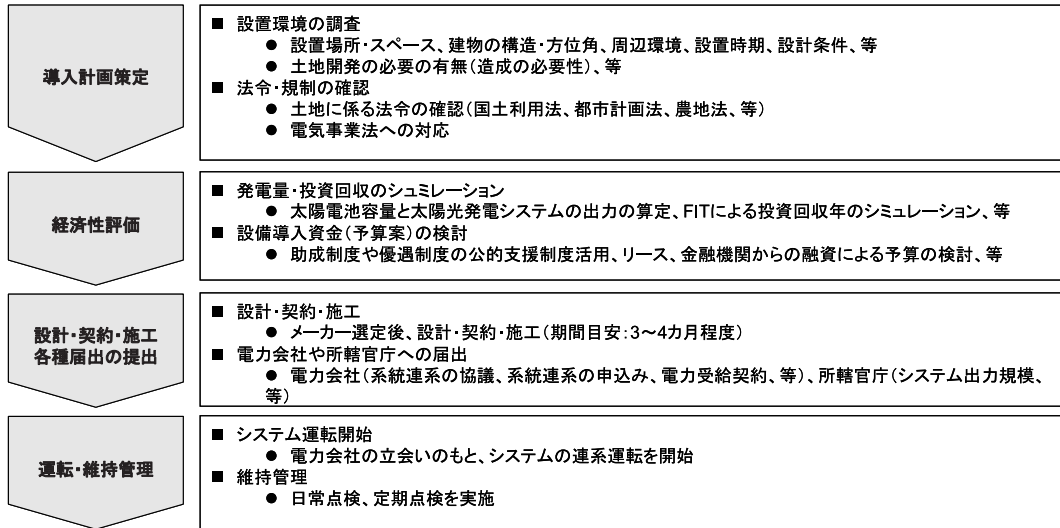 導入計画策定
■ 設置環境の調査
● 設置場所・スペース、建物の構造・方位角、周辺環境、設置時期、設計条件、等
● 土地開発の必要の有無(造成の必要性)、等
■ 法令・規制の確認
● 土地に係る法令の確認(国土利用法、都市計画法、農地法、等)
● 電気事業法への対応
経済性評価
■ 発電量・投資回収のシュミレーション
● 太陽電池容量と太陽光発電システムの出力の算定、FITによる投資回収年のシミュレーション、等
■ 設備導入資金(予算案)の検討
● 助成制度や優遇制度の公的支援制度活用、リース、金融機関からの融資による予算の検討、等
設計・契約・施工
各種届出の提出
■ 設計・契約・施工
● メーカー選定後、設計・契約・施工(期間目安:3~4カ月程度)
■ 電力会社や所轄官庁への届出
● 電力会社(系統連系の協議、系統連系の申込み、電力受給契約、等)、所轄官庁(システム出力規模、
等)
運転・維持管理
■ システム運転開始
● 電力会社の立会いのもと、システムの連系運転を開始
■ 維持管理
● 日常点検、定期点検を実施